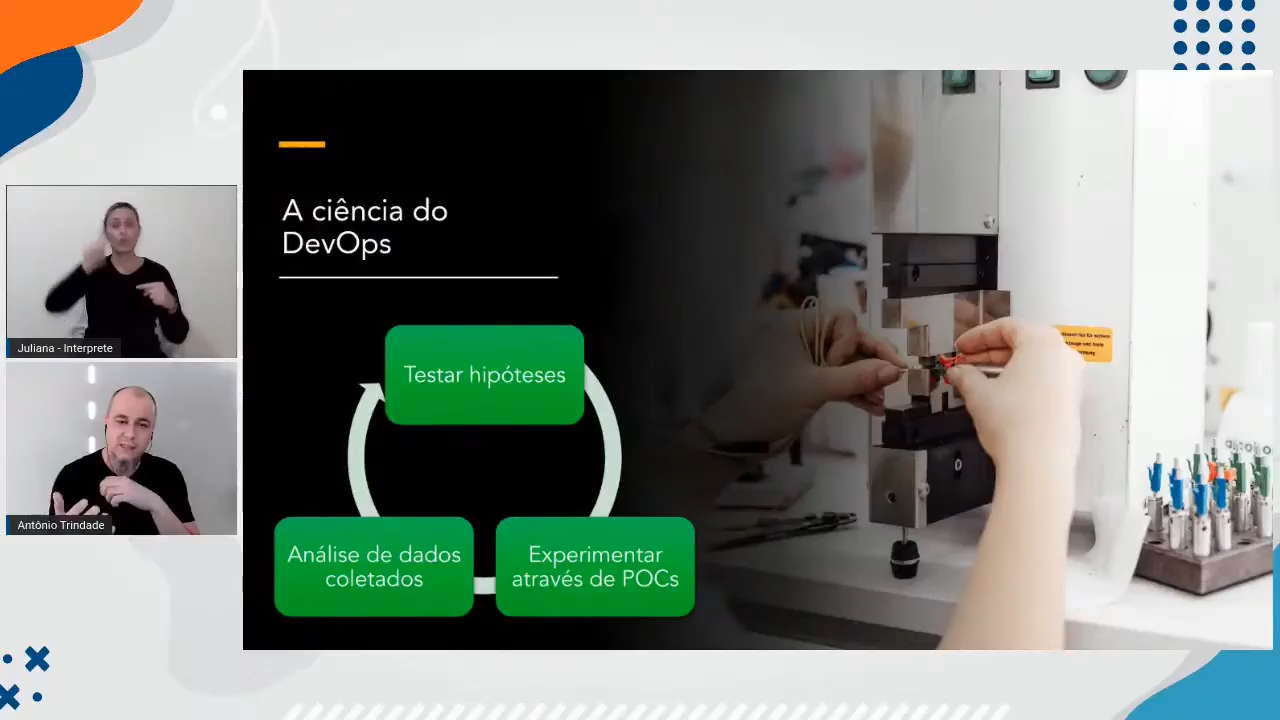 A ciência do
DevOps
Testar hipóteses
Análise de dados
coletados
Experimentar
através de POCs
Juliana - Interprete
Antônio Trindade